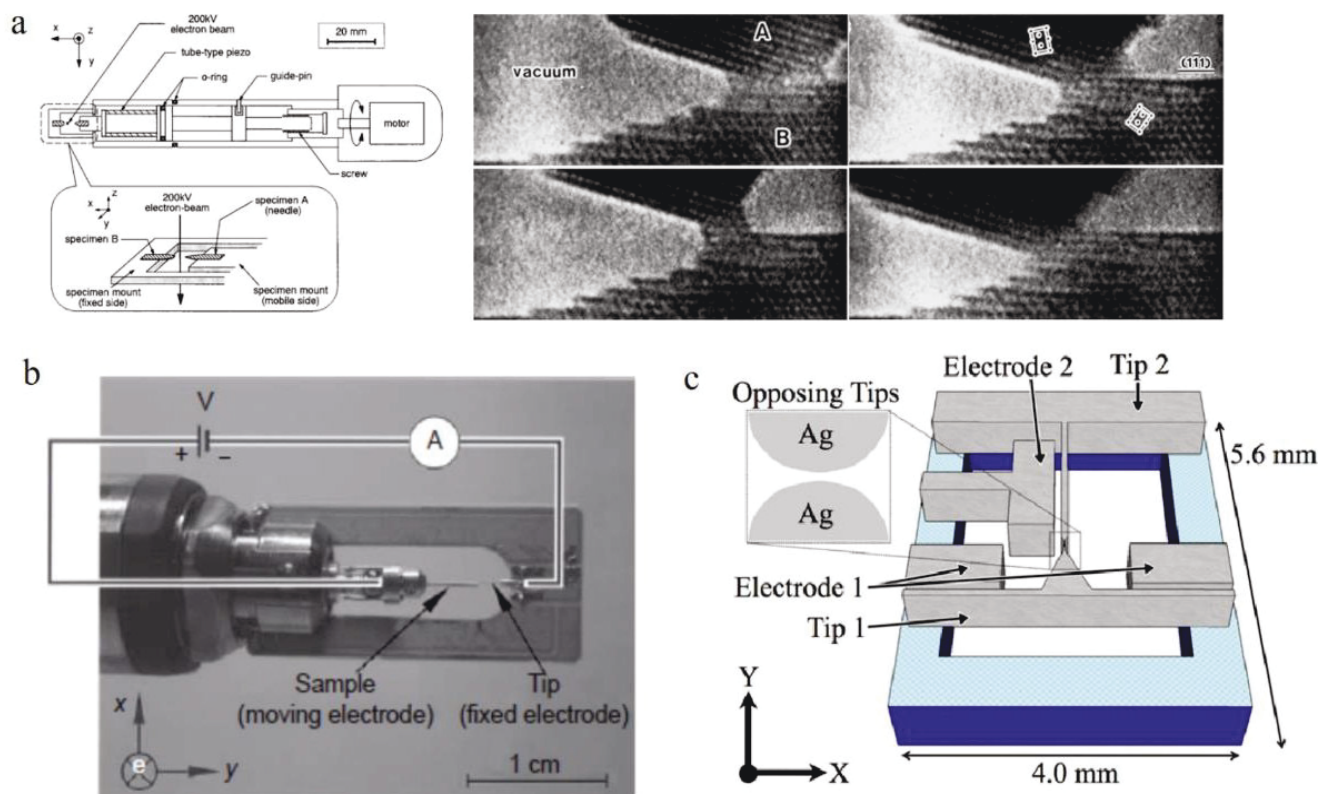 a
x
z
y
200kV
electron beam
tube-type piezo
o-ring
guide-pin
20 mm
motor
screw
z
x
y
200kV
electron-beam
specimen A
(needle)
specimen B
specimen mount
(fixed side)
specimen mount
(mobile side)
vacuum
A
B
(1̄11̄)
b
V
+
−
A
Sample
(moving electrode)
Tip
(fixed electrode)
x
e
y
1 cm
c
Electrode 2
Tip 2
Opposing Tips
Ag
Ag
5.6 mm
Electrode 1
Tip 1
Y
X
4.0 mm